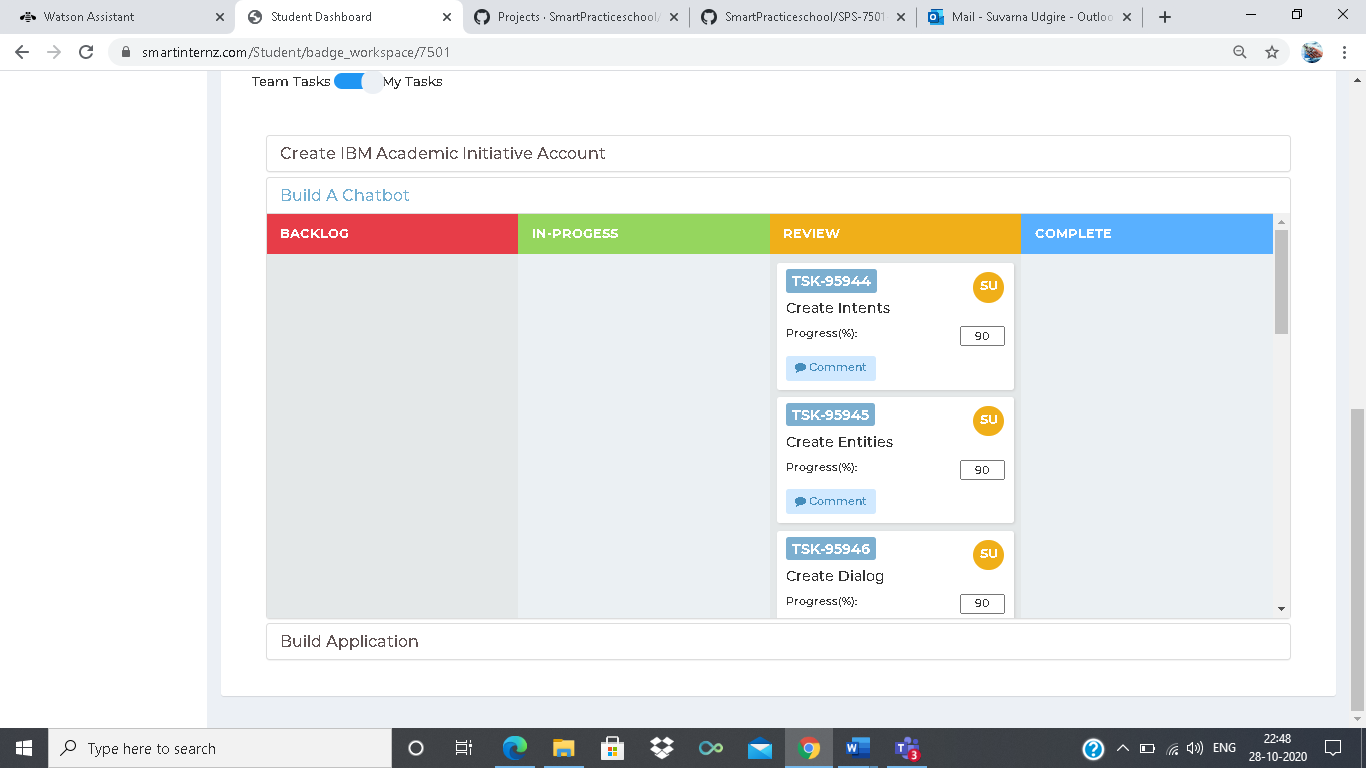 Watson Assistant
Student Dashboard
Projects · SmartPracticeschool/
SmartPracticeschool/SPS-7501
Mail - Suvarna Udgire - Outloo
smartinternz.com/Student/badge_workspace/7501
Team Tasks My Tasks
Create IBM Academic Initiative Account
Build A Chatbot
BACKLOG IN-PROGESS REVIEW COMPLETE
TSK-95944 SU
Create Intents
Progress(%): 90
Comment
TSK-95945 SU
Create Entities
Progress(%): 90
Comment
TSK-95946 SU
Create Dialog
Progress(%): 90
Build Application
Type here to search
W
3
?
ENG
22:48
28-10-2020